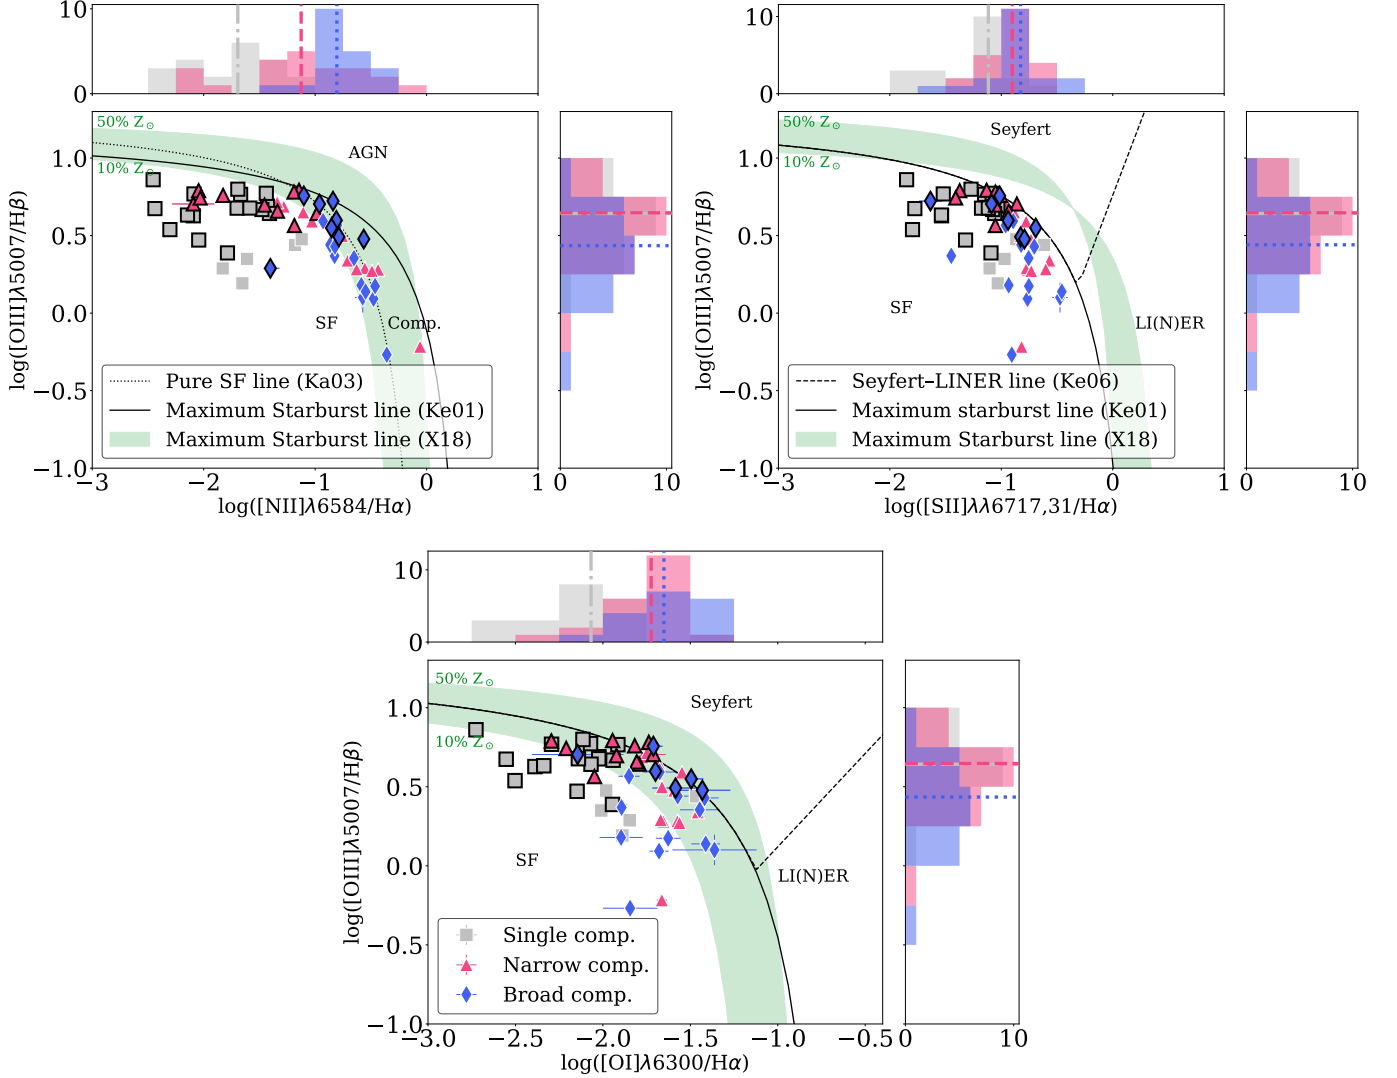 10
5
0
10
5
0
50% Z⊙
10% Z⊙
AGN
SF
Comp.
1.0
0.5
0.0
−0.5
−1.0
log([OIII]λ5007/Hβ)
Pure SF line (Ka03)
Maximum Starburst line (Ke01)
Maximum Starburst line (X18)
−3
−2
−1
0
1
log([NII]λ6584/Hα)
0
10
50% Z⊙
10% Z⊙
Seyfert
SF
LI(N)ER
1.0
0.5
0.0
−0.5
−1.0
log([OIII]λ5007/Hβ)
Seyfert–LINER line (Ke06)
Maximum starburst line (Ke01)
Maximum Starburst line (X18)
−3
−2
−1
0
1
log([SII]λλ6717,31/Hα)
0
10
10
0
50% Z⊙
10% Z⊙
Seyfert
SF
LI(N)ER
1.0
0.5
0.0
−0.5
−1.0
log([OIII]λ5007/Hβ)
Single comp.
Narrow comp.
Broad comp.
−3.0
−2.5
−2.0
−1.5
−1.0
−0.5
log([OI]λ6300/Hα)
0
10